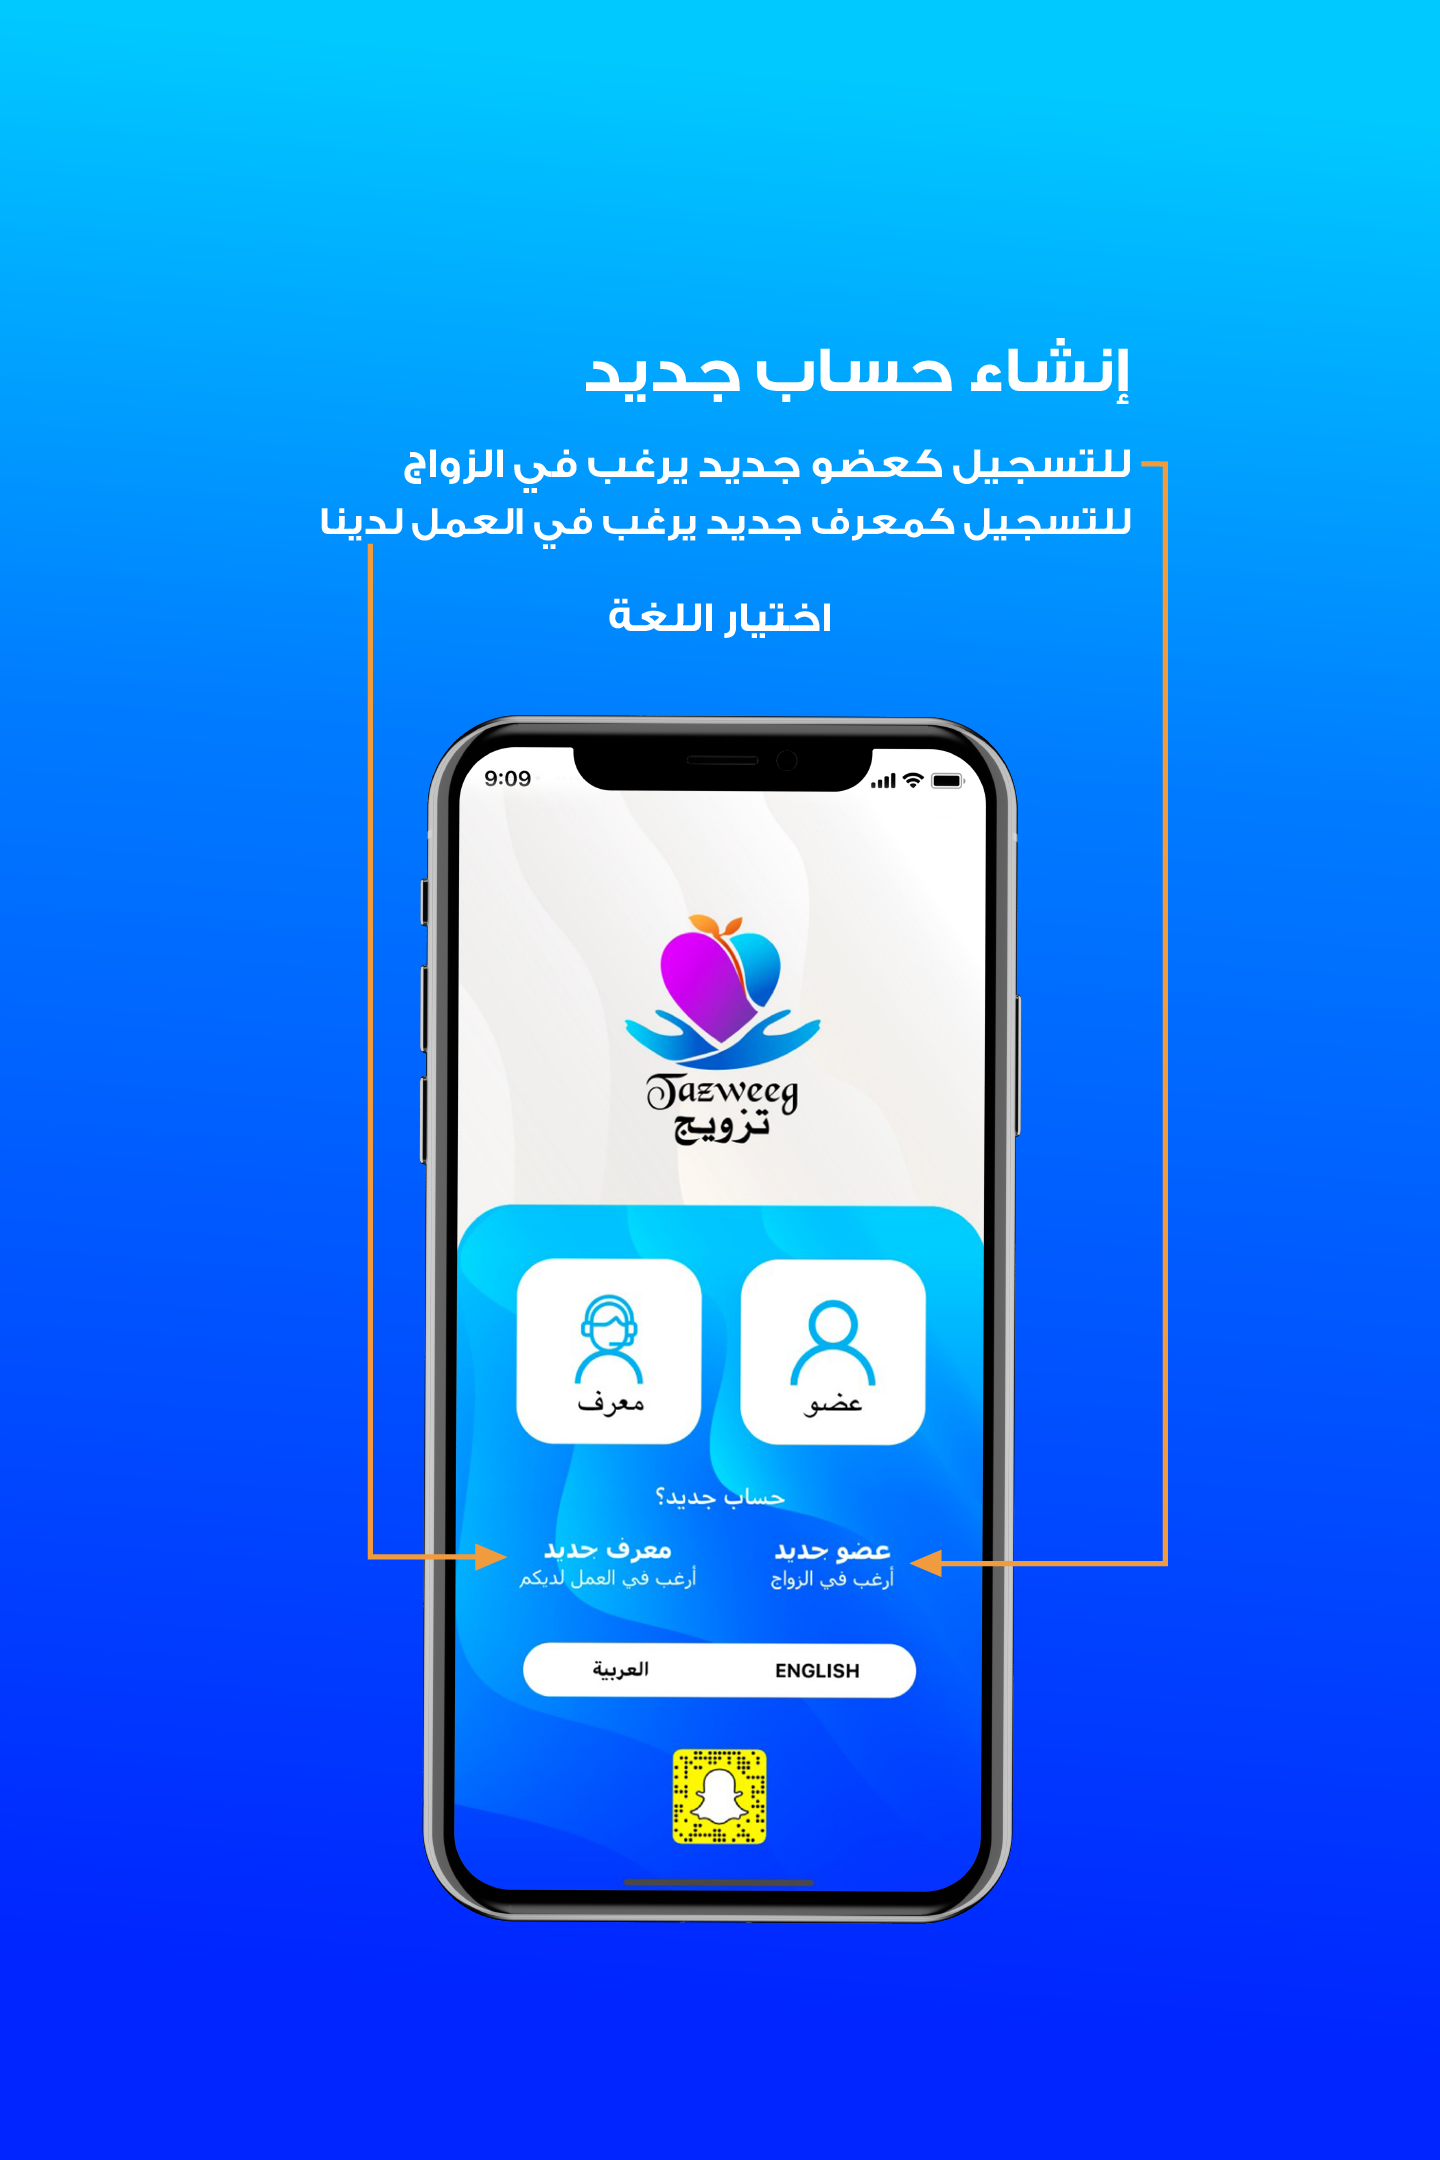 إنشاء حساب جديد
للتسجيل كعضو جديد يرغب في الزواج
للتسجيل كمعرف جديد يرغب في العمل لدينا
اختيار اللغة
9:09
Tazweeg
تزويج
عضو
معرف
حساب جديد؟
عضو جديد
أرغب في الزواج
معرف جديد
أرغب في العمل لديكم
العربية
ENGLISH